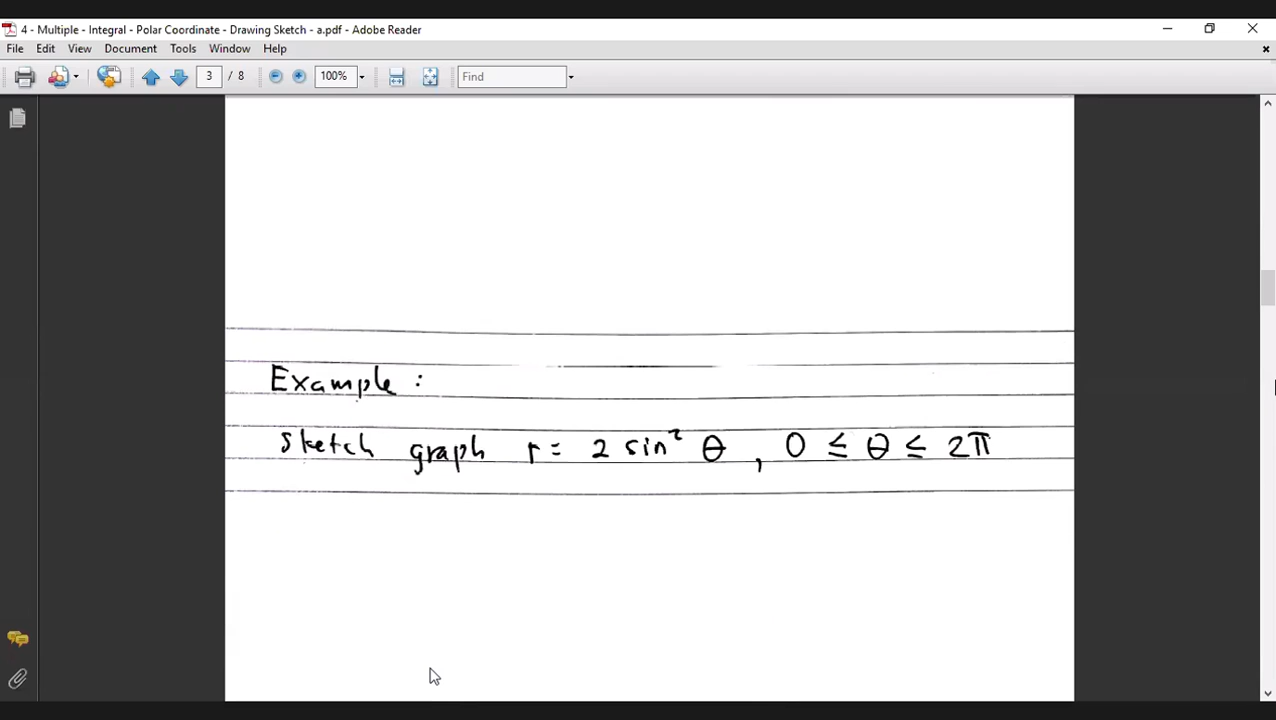 4 - Multiple - Integral - Polar Coordinate - Drawing Sketch - a.pdf - Adobe Reader
File Edit View Document Tools Window Help
3 / 8 100% Find
Example :
Sketch graph r = 2 sin² θ , 0 ≤ θ ≤ 2π